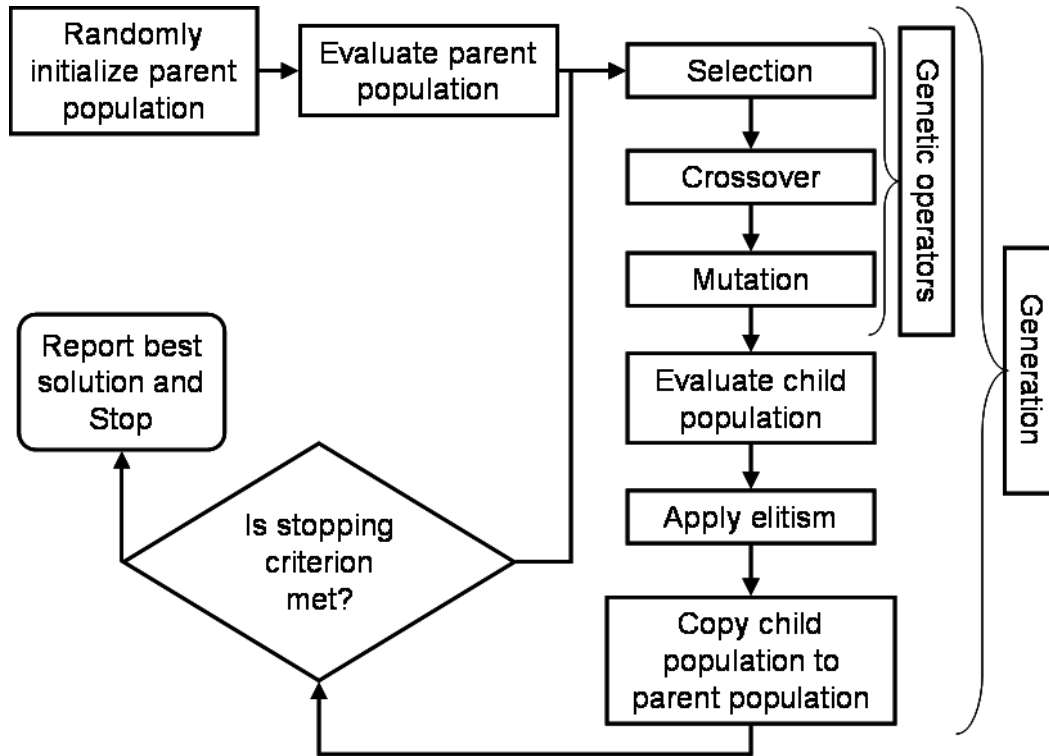 Randomly
initialize parent
population
Evaluate parent
population
Selection
Crossover
Mutation
Genetic operators
Evaluate child
population
Apply elitism
Copy child
population to
parent population
Generation
Is stopping
criterion
met?
Report best
solution and
Stop